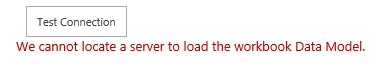 Test Connection
We cannot locate a server to load the workbook Data Model.